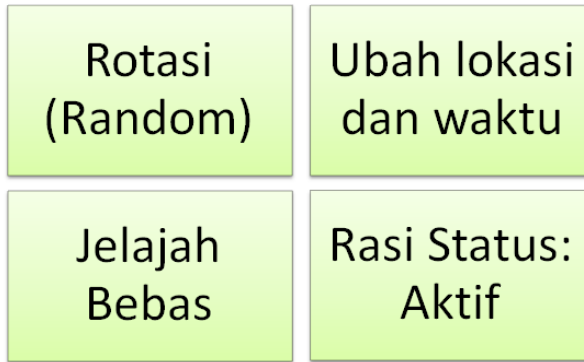 Rotasi
(Random)
Ubah lokasi
dan waktu
Jelajah
Bebas
Rasi Status:
Aktif